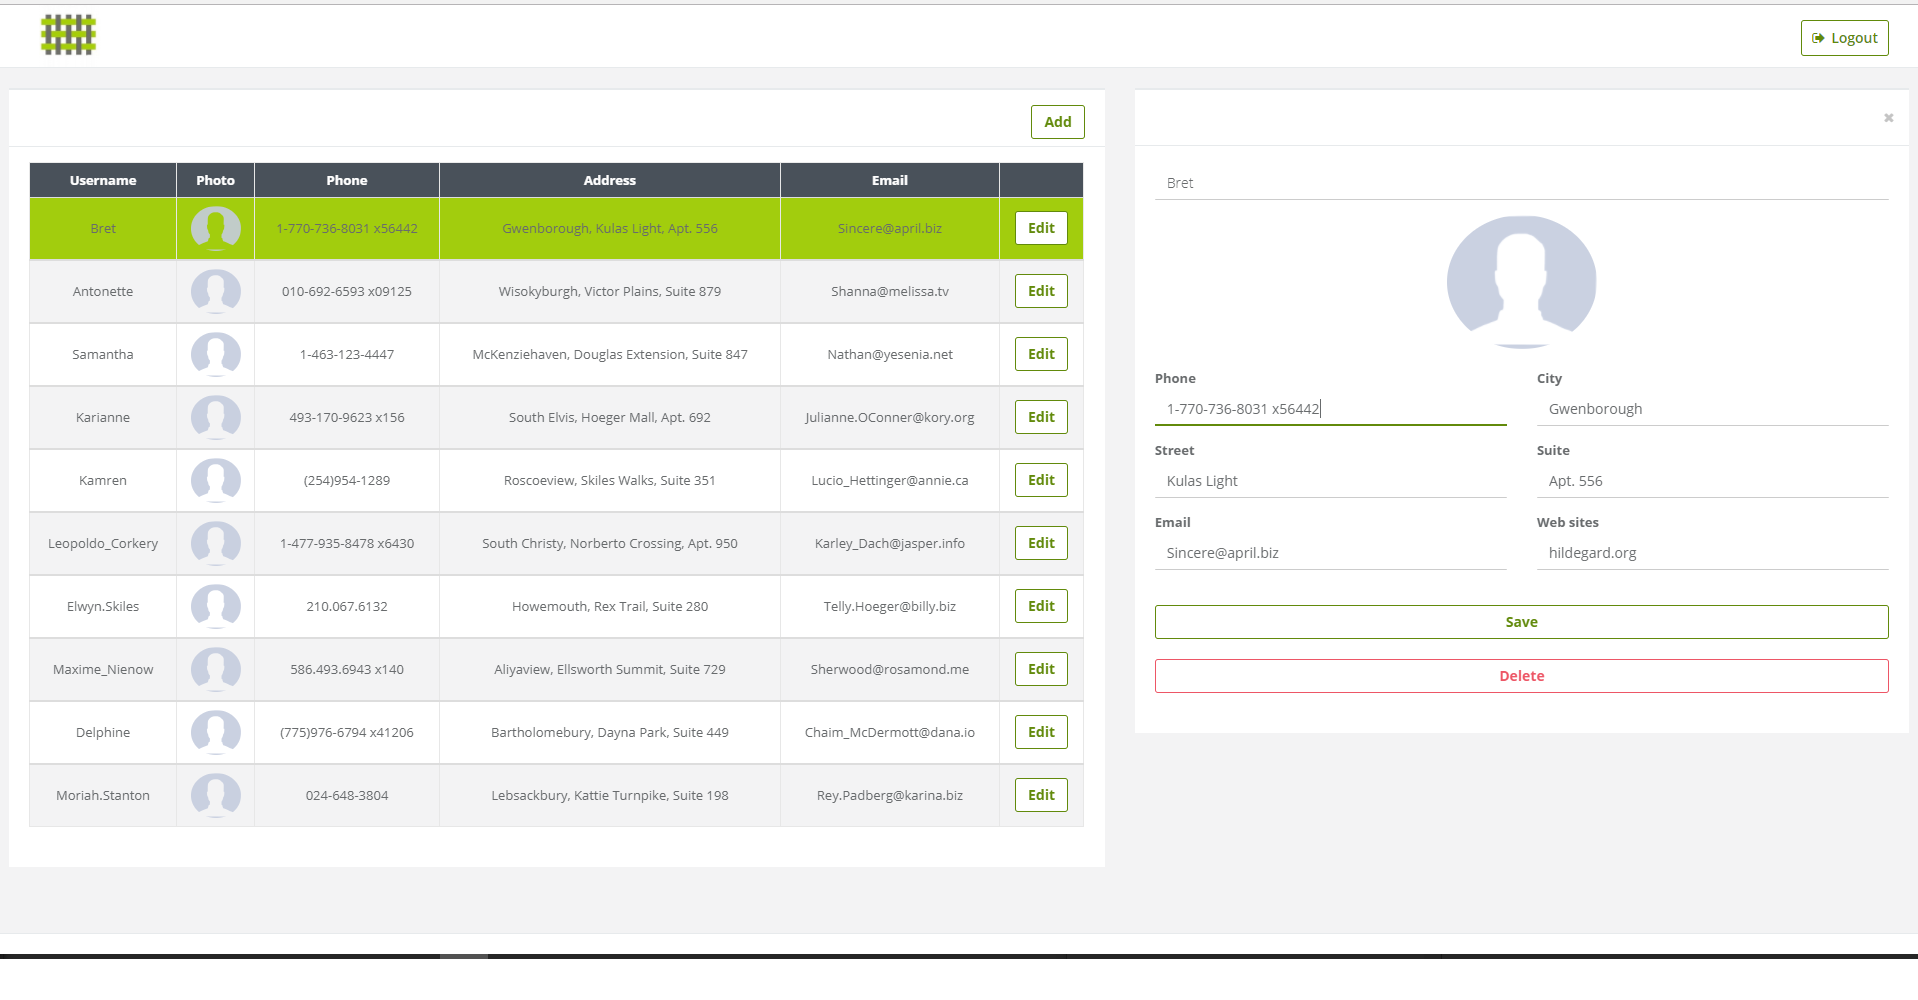 Logout
Add
Username Photo Phone Address Email
Bret 1-770-736-8031 x56442 Gwenborough, Kulas Light, Apt. 556 Sincere@april.biz Edit
Antonette 010-692-6593 x09125 Wisokyburgh, Victor Plains, Suite 879 Shanna@melissa.tv Edit
Samantha 1-463-123-4447 McKenziehaven, Douglas Extension, Suite 847 Nathan@yesenia.net Edit
Karianne 493-170-9623 x156 South Elvis, Hoeger Mall, Apt. 692 Julianne.OConner@kory.org Edit
Kamren (254)954-1289 Roscoeview, Skiles Walks, Suite 351 Lucio_Hettinger@annie.ca Edit
Leopoldo_Corkery 1-477-935-8478 x6430 South Christy, Norberto Crossing, Apt. 950 Karley_Dach@jasper.info Edit
Elwyn.Skiles 210.067.6132 Howemouth, Rex Trail, Suite 280 Telly.Hoeger@billy.biz Edit
Maxime_Nienow 586.493.6943 x140 Aliyaview, Ellsworth Summit, Suite 729 Sherwood@rosamond.me Edit
Delphine (775)976-6794 x41206 Bartholomebury, Dayna Park, Suite 449 Chaim_McDermott@dana.io Edit
Moriah.Stanton 024-648-3804 Lebsackbury, Kattie Turnpike, Suite 198 Rey.Padberg@karina.biz Edit
Bret
Phone City
1-770-736-8031 x56442 Gwenborough
Street Suite
Kulas Light Apt. 556
Email Web sites
Sincere@april.biz hildegard.org
Save
Delete